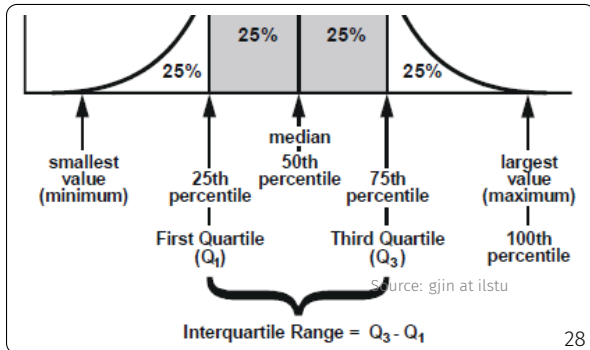 25%
25%
25%
25%
median
smallest
value
(minimum)
25th
percentile
50th
percentile
75th
percentile
largest
value
(maximum)
First Quartile
(Q1)
Third Quartile
(Q3)
100th
percentile
Source: gjin at ilstu
Interquartile Range = Q3 - Q1
28